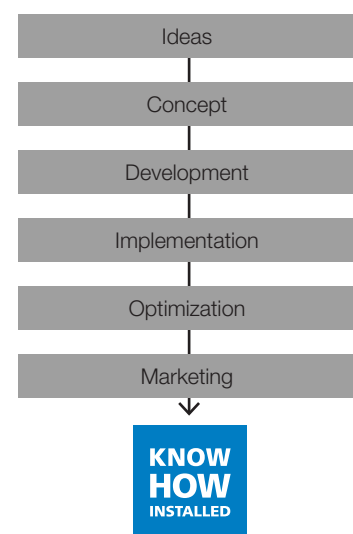 Ideas
Concept
Development
Implementation
Optimization
Marketing
KNOW
HOW
INSTALLED